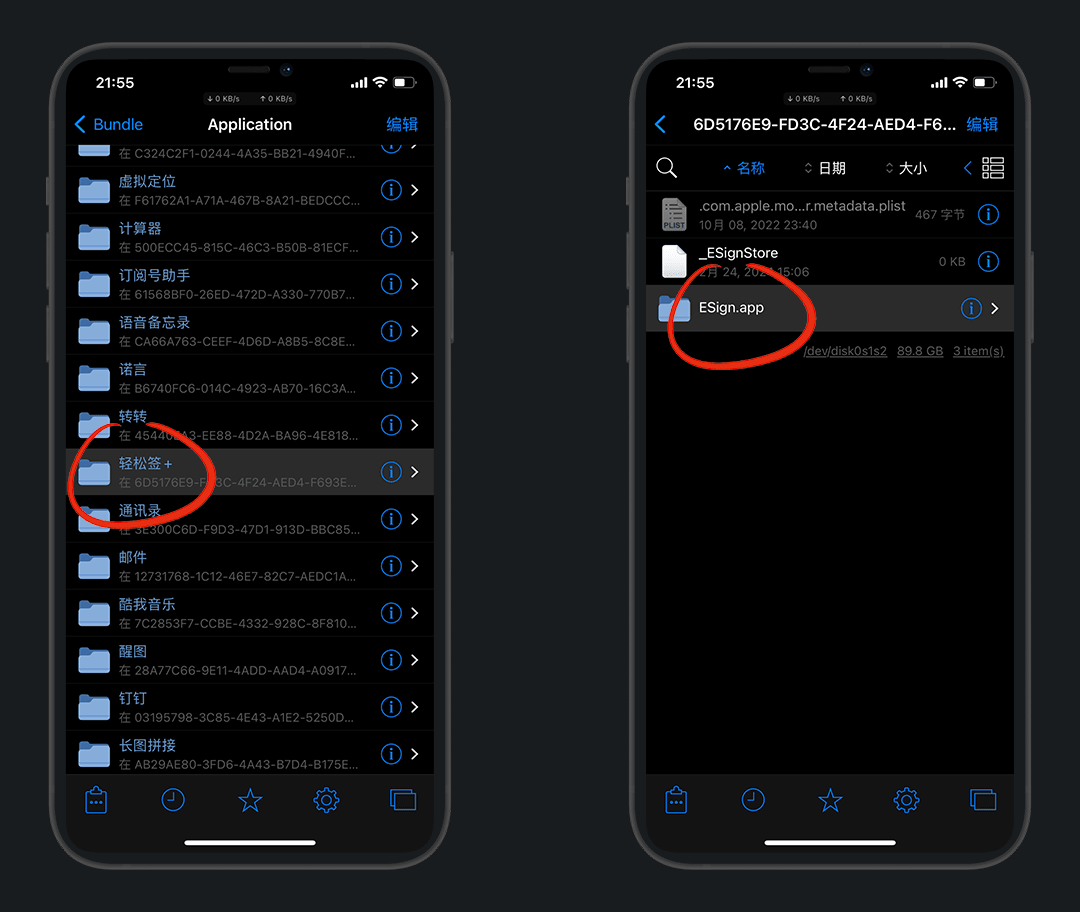 21:55
↓ 0 KB/s ↑ 0 KB/s
Bundle
Application
编辑
在 C324C2F1-0244-4A35-BB21-4940F...
虚拟定位
在 F61762A1-A71A-467B-8A21-BEDCCC...
计算器
在 500ECC45-815C-46C3-B50B-81ECF...
订阅号助手
在 61568BF0-26ED-472D-A330-770B7...
语音备忘录
在 CA66A763-CEEF-4D6D-A8B5-8C8E...
诺言
在 B6740FC6-014C-4923-AB70-16C3A...
转转
在 45440EA3-EE88-4D2A-BA96-4E818...
轻松签+
在 6D5176E9-FD3C-4F24-AED4-F693E...
通讯录
在 3E300C6D-F9D3-47D1-913D-BBC85...
邮件
在 12731768-1C12-46E7-82C7-AEDC1A...
酷我音乐
在 7C2853F7-CCBE-4332-928C-8F810...
醒图
在 28A77C66-9E11-4ADD-AAD4-A0917...
钉钉
在 03195798-3C85-4E43-A1E2-5250D...
长图拼接
在 AB29AE80-3FD6-4A43-B7D4-B175E...
21:55
↓ 0 KB/s ↑ 0 KB/s
6D5176E9-FD3C-4F24-AED4-F6...
编辑
名称 日期 大小
.com.apple.mo...r.metadata.plist
PLIST
10月 08, 2022 23:40
467 字节
_ESignStore
2月 24, 2024 15:06
0 KB
ESign.app
/dev/disk0s1s2 89.8 GB 3 item(s)